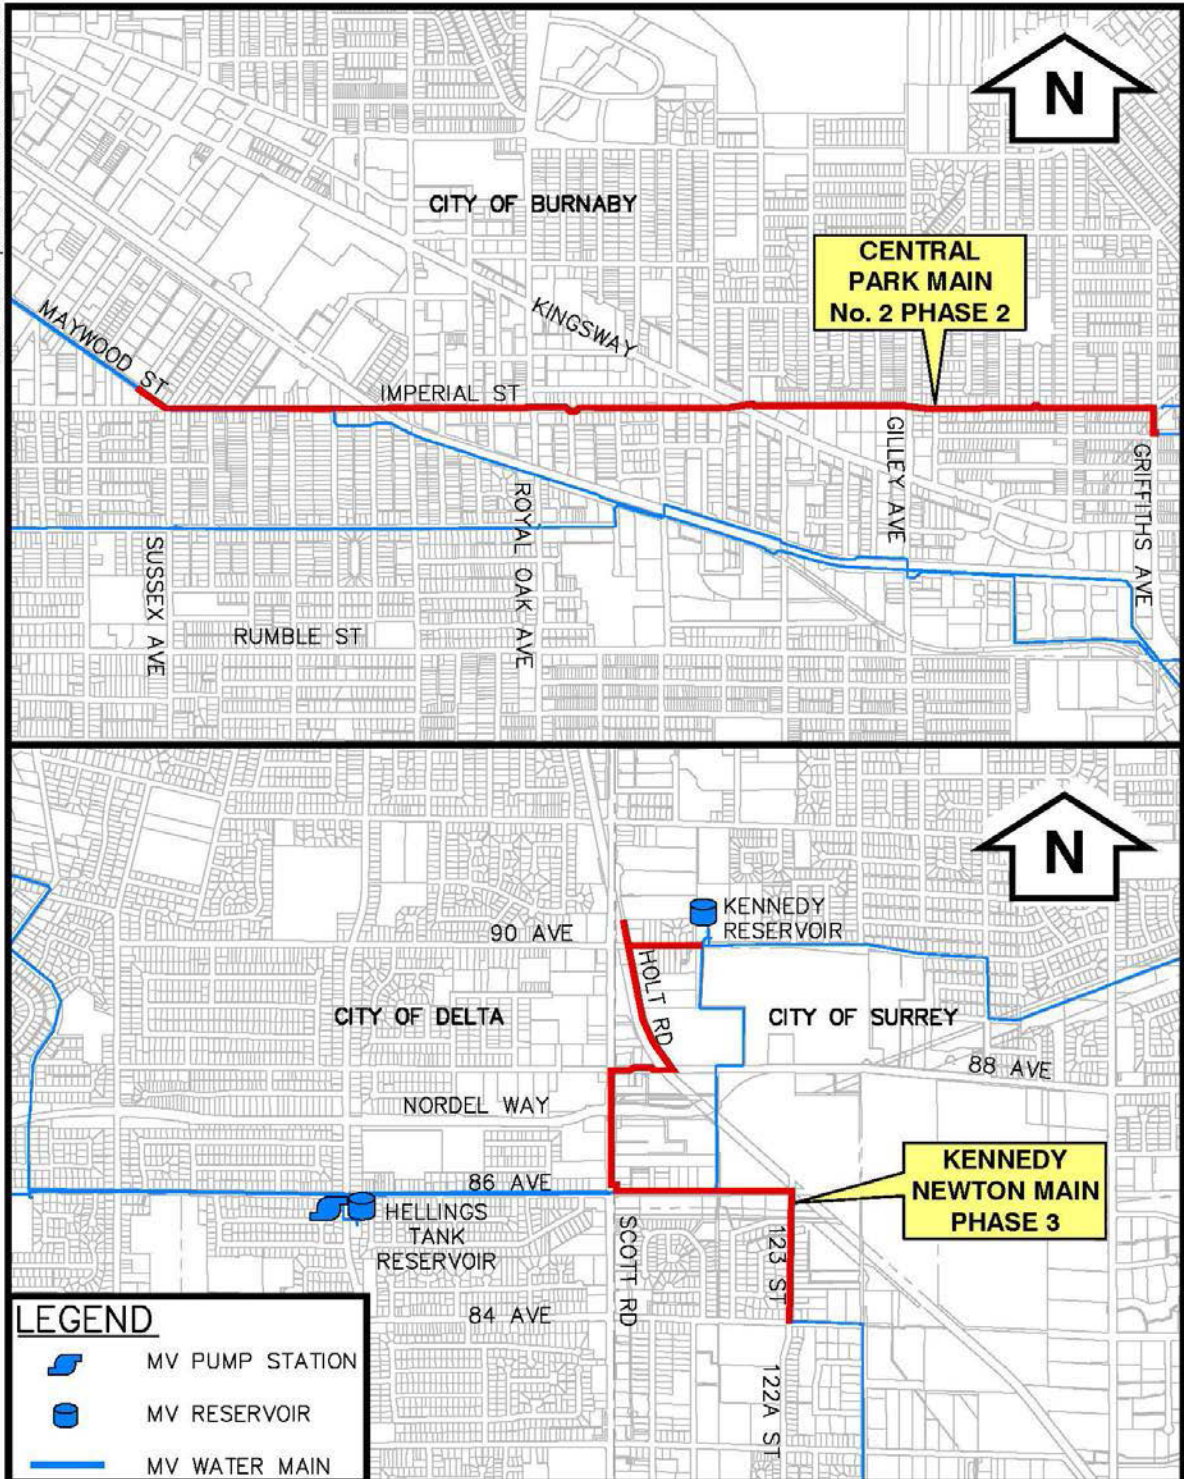 N
CITY OF BURNABY
CENTRAL
PARK MAIN
No. 2 PHASE 2
KINGSWAY
MAYWOOD ST
IMPERIAL ST
GILLEY AVE
GRIFFITHS AVE
ROYAL OAK AVE
SUSSEX AVE
RUMBLE ST
N
KENNEDY
RESERVOIR
90 AVE
HOLT RD
CITY OF DELTA
CITY OF SURREY
88 AVE
NORDEL WAY
KENNEDY
NEWTON MAIN
PHASE 3
86 AVE
HELLINGS
TANK
RESERVOIR
SCOTT RD
123 ST
84 AVE
122A ST
LEGEND
MV PUMP STATION
MV RESERVOIR
MV WATER MAIN